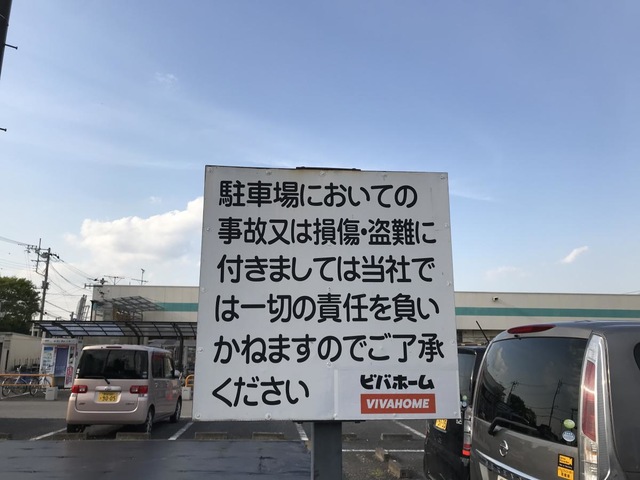 駐車場においての
事故又は損傷・盗難に
付きましては当社で
は一切の責任を負い
かねますのでご了承
ください
ビバホーム
VIVAHOME